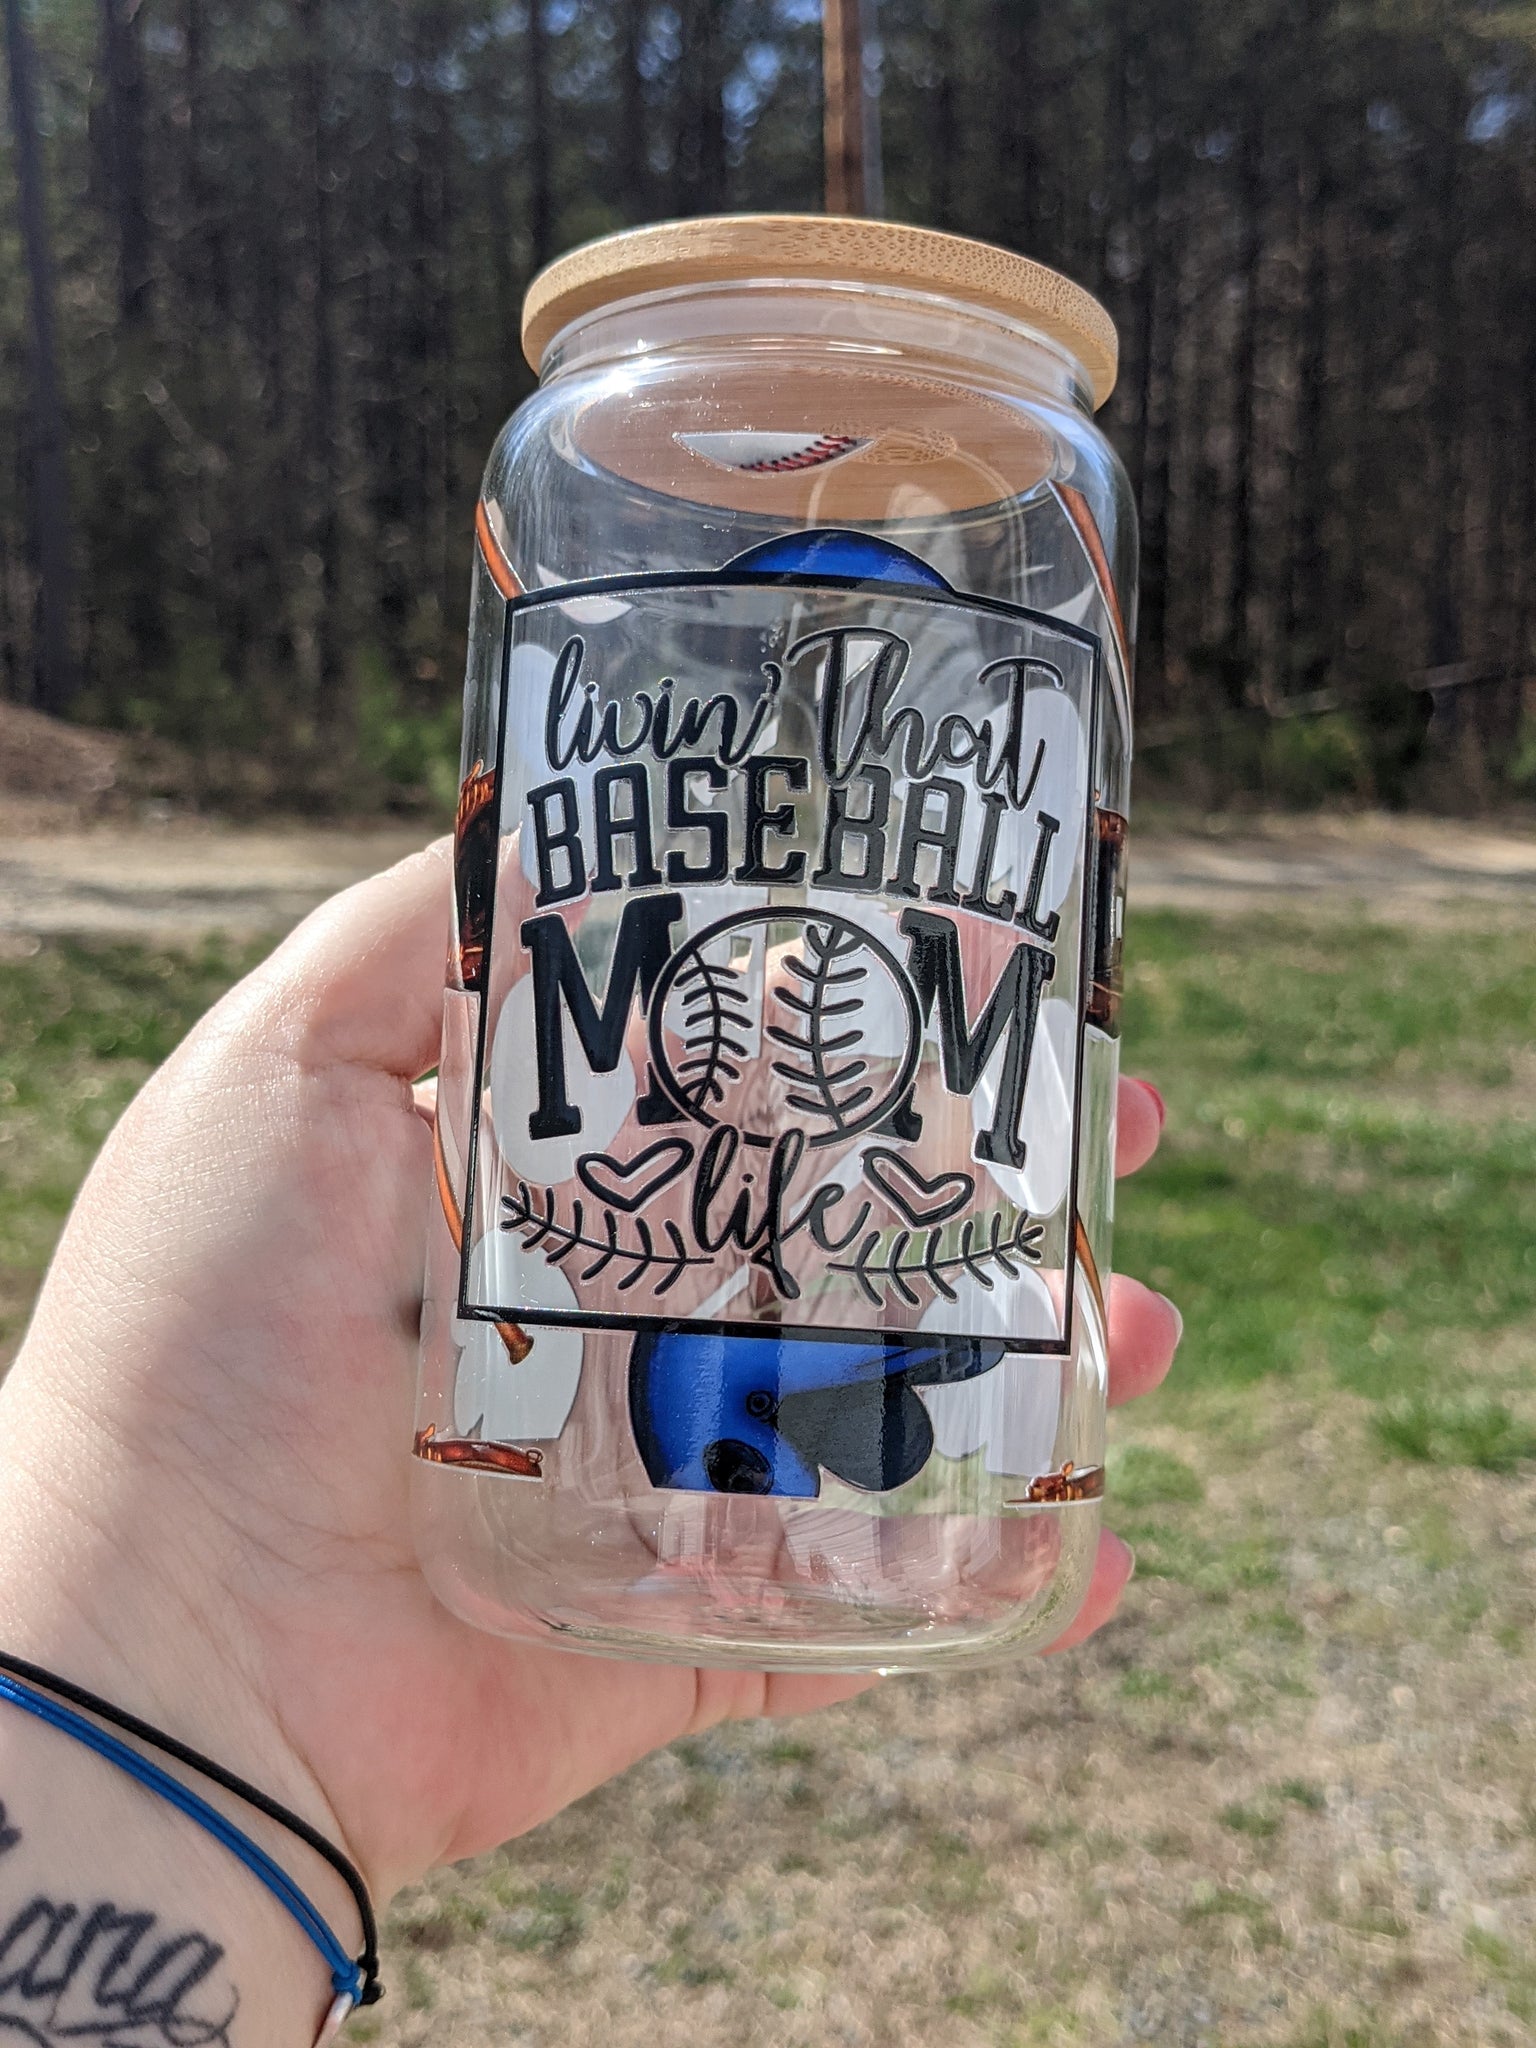 livin' That
BASEBALL
MOM
life